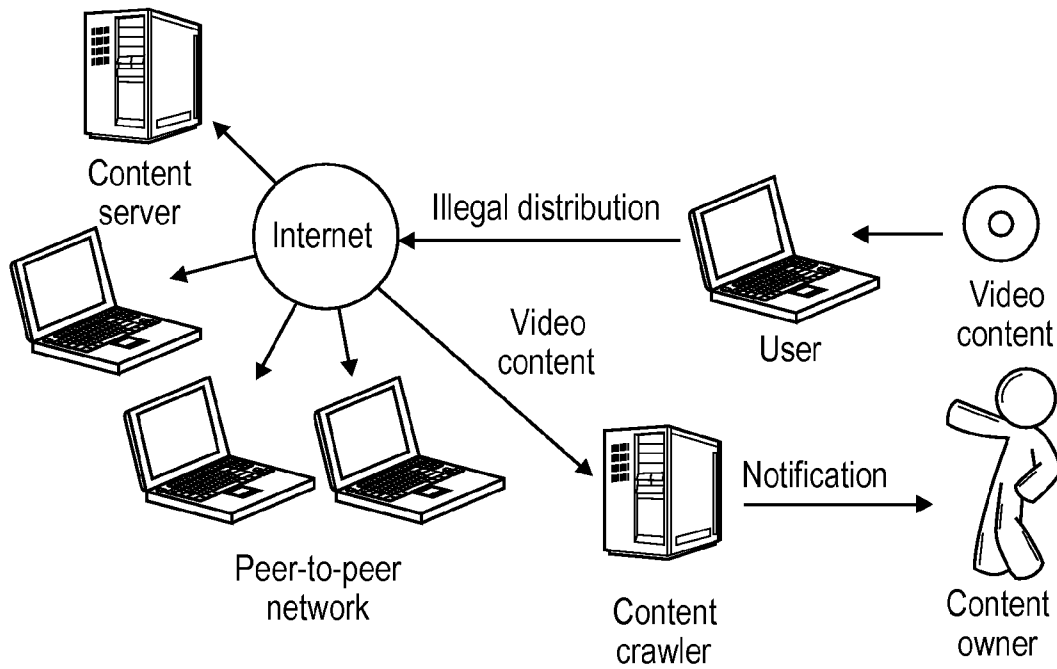 Content
server
Internet
Illegal distribution
Video
content
User
Video
content
Peer-to-peer
network
Content
crawler
Notification
Content
owner